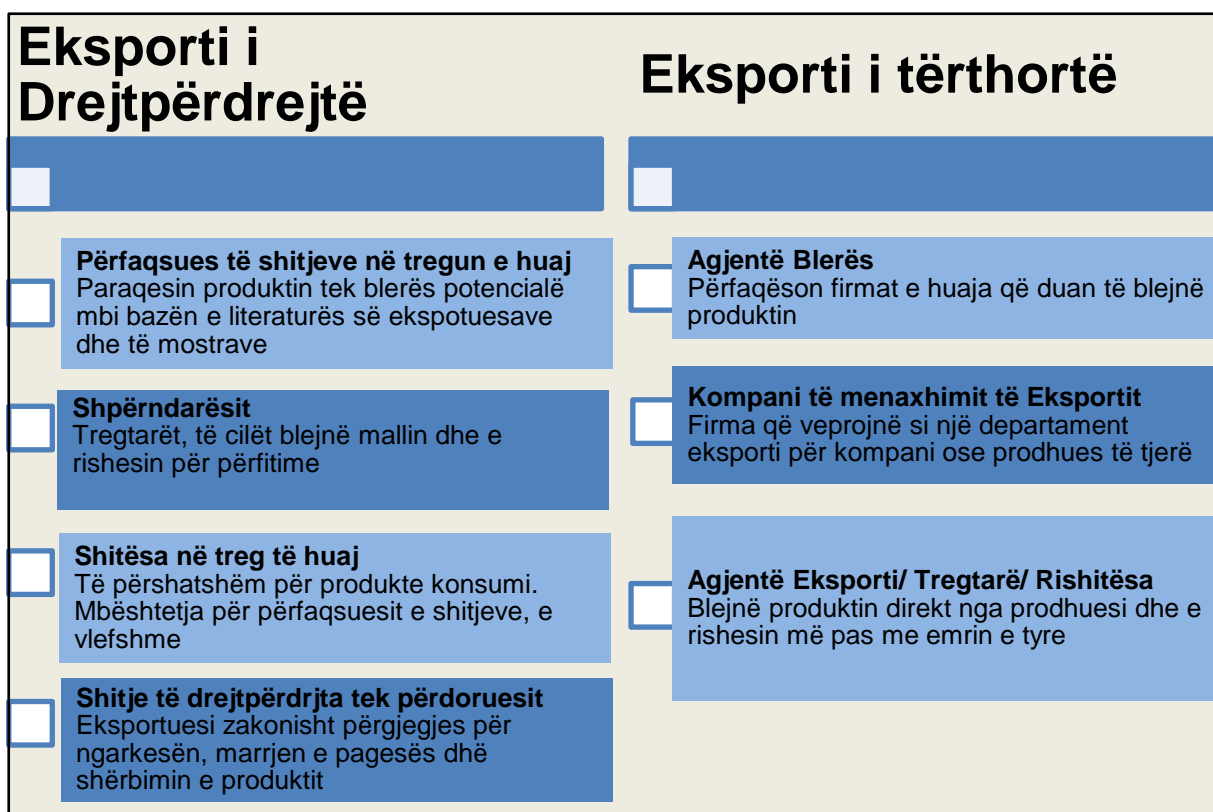 Eksporti i
Drejtpërdrejtë
Përfaqsues të shitjeve në tregun e huaj
Paraqesin produktin tek blerës potencialë
mbi bazën e literaturës së ekspotuesave
dhe të mostrave
Shpërndarësit
Tregtarët, të cilët blejnë mallin dhe e
rishesin për përfitime
Shitësa në treg të huaj
Të përshatshëm për produkte konsumi.
Mbështetja për përfaqsuesit e shitjeve, e
vlefshme
Shitje të drejtpërdrjta tek përdoruesit
Eksportuesi zakonisht përgjegjes për
ngarkesën, marrjen e pagesës dhë
shërbimin e produktit
Eksporti i tërthortë
Agjentë Blerës
Përfaqëson firmat e huaja që duan të blejnë
produktin
Kompani të menaxhimit të Eksportit
Firma që veprojnë si një departament
eksporti për kompani ose prodhues të tjerë
Agjentë Eksporti/ Tregtarë/ Rishitësa
Blejnë produktin direkt nga prodhuesi dhe e
rishesin më pas me emrin e tyre